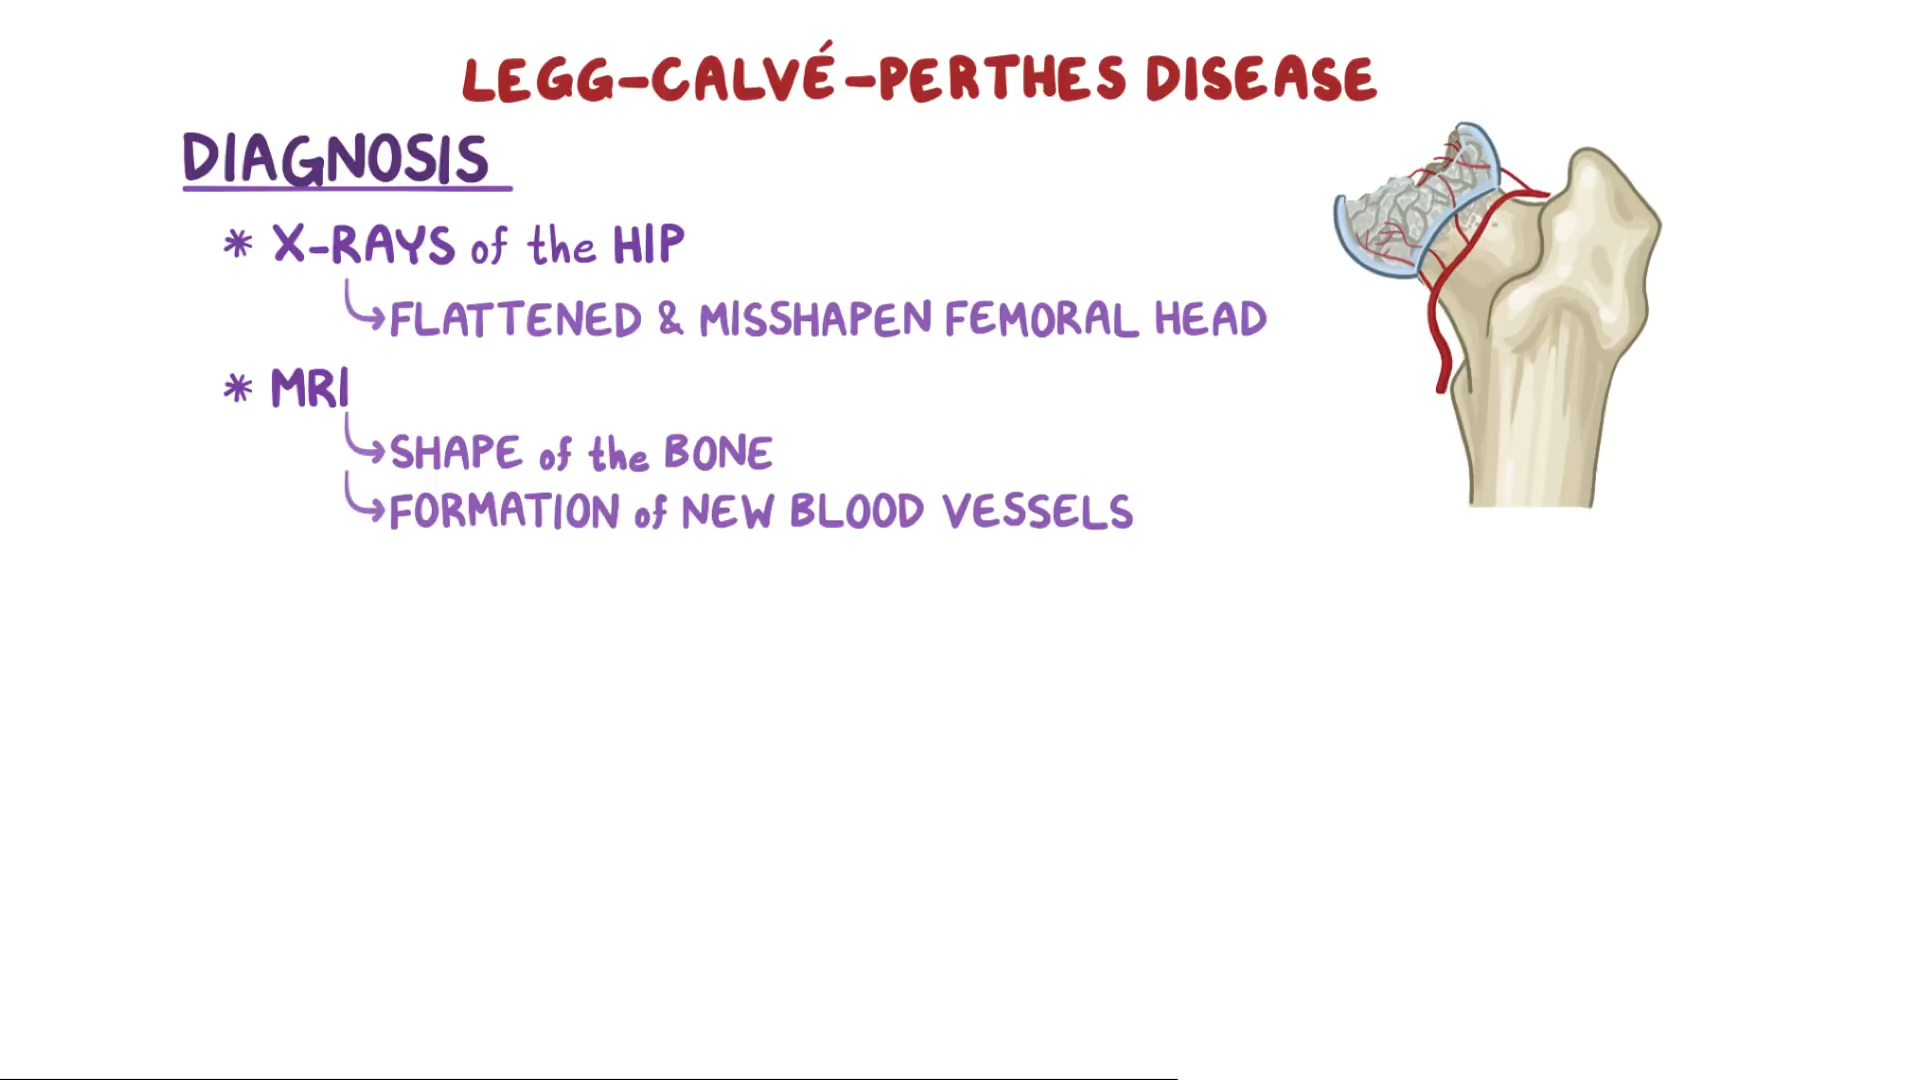 LEGG-CALVÉ-PERTHES DISEASE
DIAGNOSIS
* X-RAYS of the HIP
↳ FLATTENED & MISSHAPEN FEMORAL HEAD
* MRI
↳ SHAPE of the BONE
↳ FORMATION of NEW BLOOD VESSELS